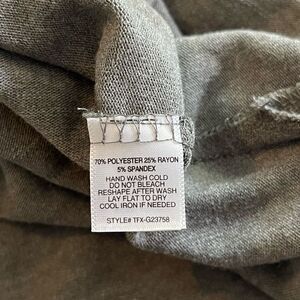 70% POLYESTER 25% RAYON
5% SPANDEX
HAND WASH COLD
DO NOT BLEACH
RESHAPE AFTER WASH
LAY FLAT TO DRY
COOL IRON IF NEEDED
STYLE# TFX-G23758